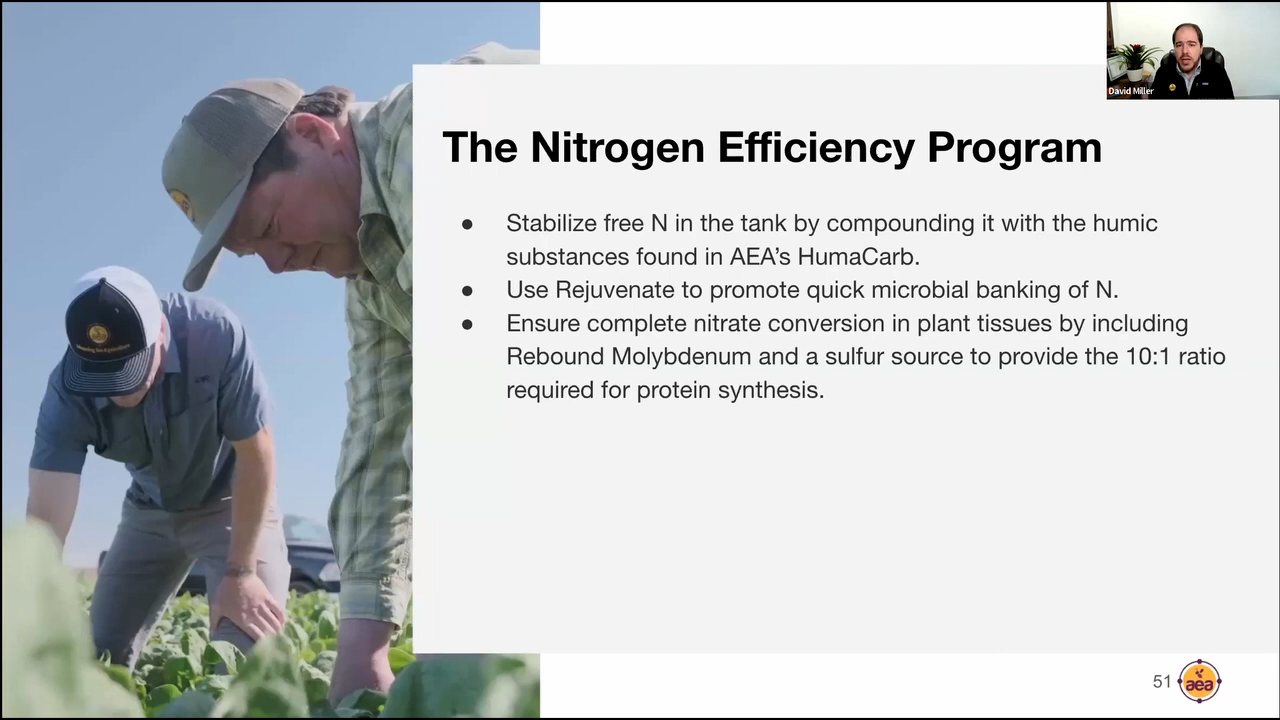 David Miller
The Nitrogen Efficiency Program
● Stabilize free N in the tank by compounding it with the humic
substances found in AEA’s HumaCarb.
● Use Rejuvenate to promote quick microbial banking of N.
● Ensure complete nitrate conversion in plant tissues by including
Rebound Molybdenum and a sulfur source to provide the 10:1 ratio
required for protein synthesis.
51
aea